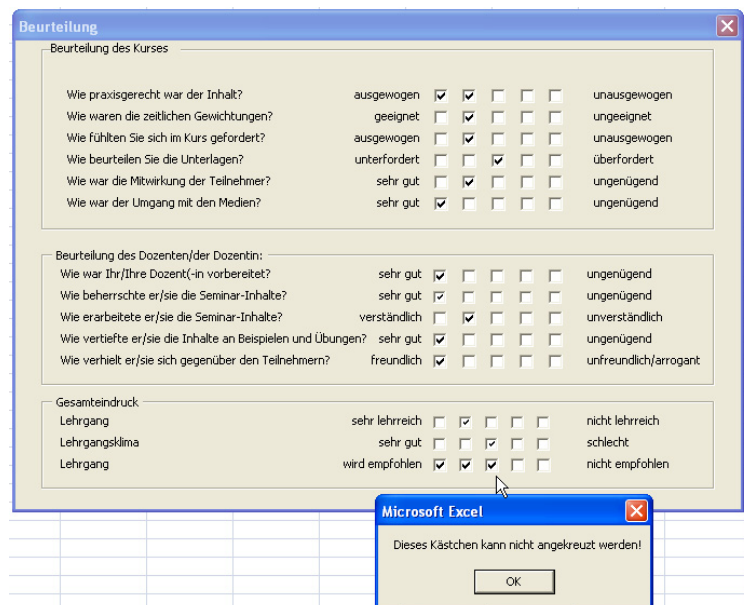 Beurteilung
Beurteilung des Kurses
Wie praxisgerecht war der Inhalt? ausgewogen unausgewogen
Wie waren die zeitlichen Gewichtungen? geeignet ungeeignet
Wie fühlten Sie sich im Kurs gefordert? ausgewogen unausgewogen
Wie beurteilen Sie die Unterlagen? unterfordert überfordert
Wie war die Mitwirkung der Teilnehmer? sehr gut ungenügend
Wie war der Umgang mit den Medien? sehr gut ungenügend
Beurteilung des Dozenten/der Dozentin:
Wie war Ihr/Ihre Dozent(-in vorbereitet? sehr gut ungenügend
Wie beherrschte er/sie die Seminar-Inhalte? sehr gut ungenügend
Wie erarbeitete er/sie die Seminar-Inhalte? verständlich unverständlich
Wie vertiefte er/sie die Inhalte an Beispielen und Übungen? sehr gut ungenügend
Wie verhielt er/sie sich gegenüber den Teilnehmern? freundlich unfreundlich/arrogant
Gesamteindruck
Lehrgang sehr lehrreich nicht lehrreich
Lehrgangsklima sehr gut schlecht
Lehrgang wird empfohlen nicht empfohlen
Microsoft Excel
Dieses Kästchen kann nicht angekreuzt werden!
OK